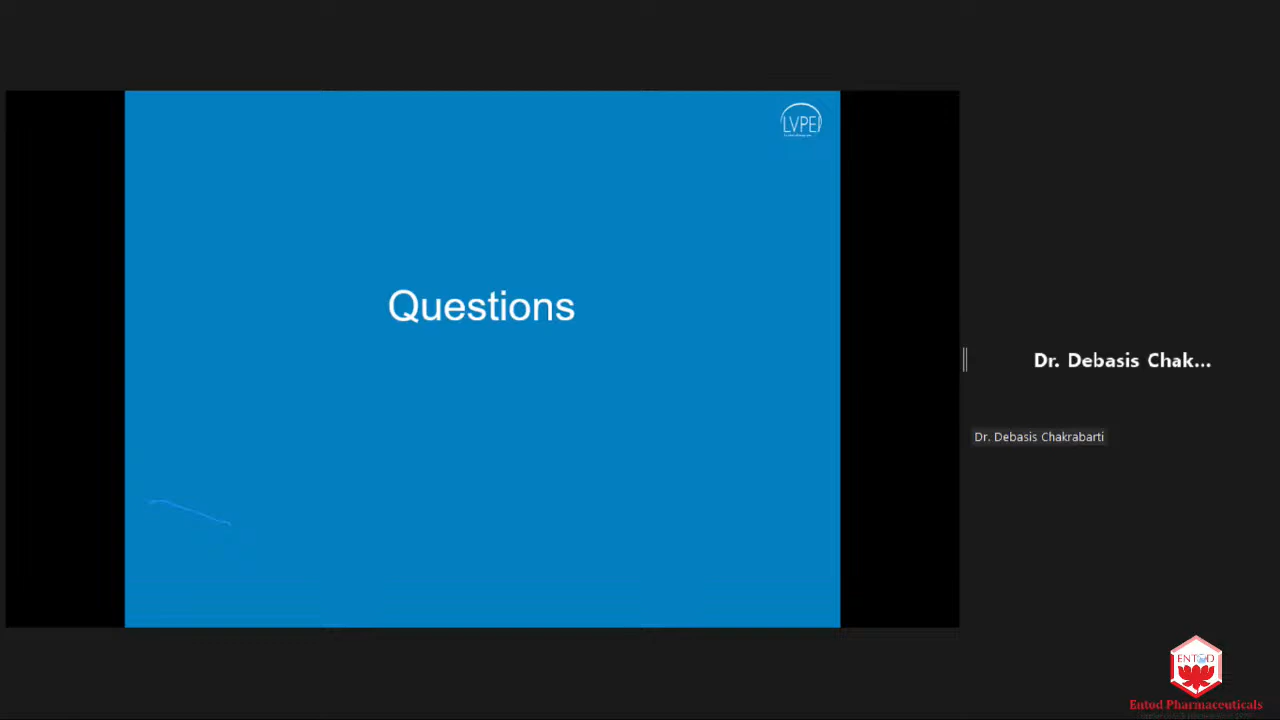 LVPEI
Questions
Dr. Debasis Chak...
Dr. Debasis Chakrabarti
ENTOD
Entod Pharmaceuticals